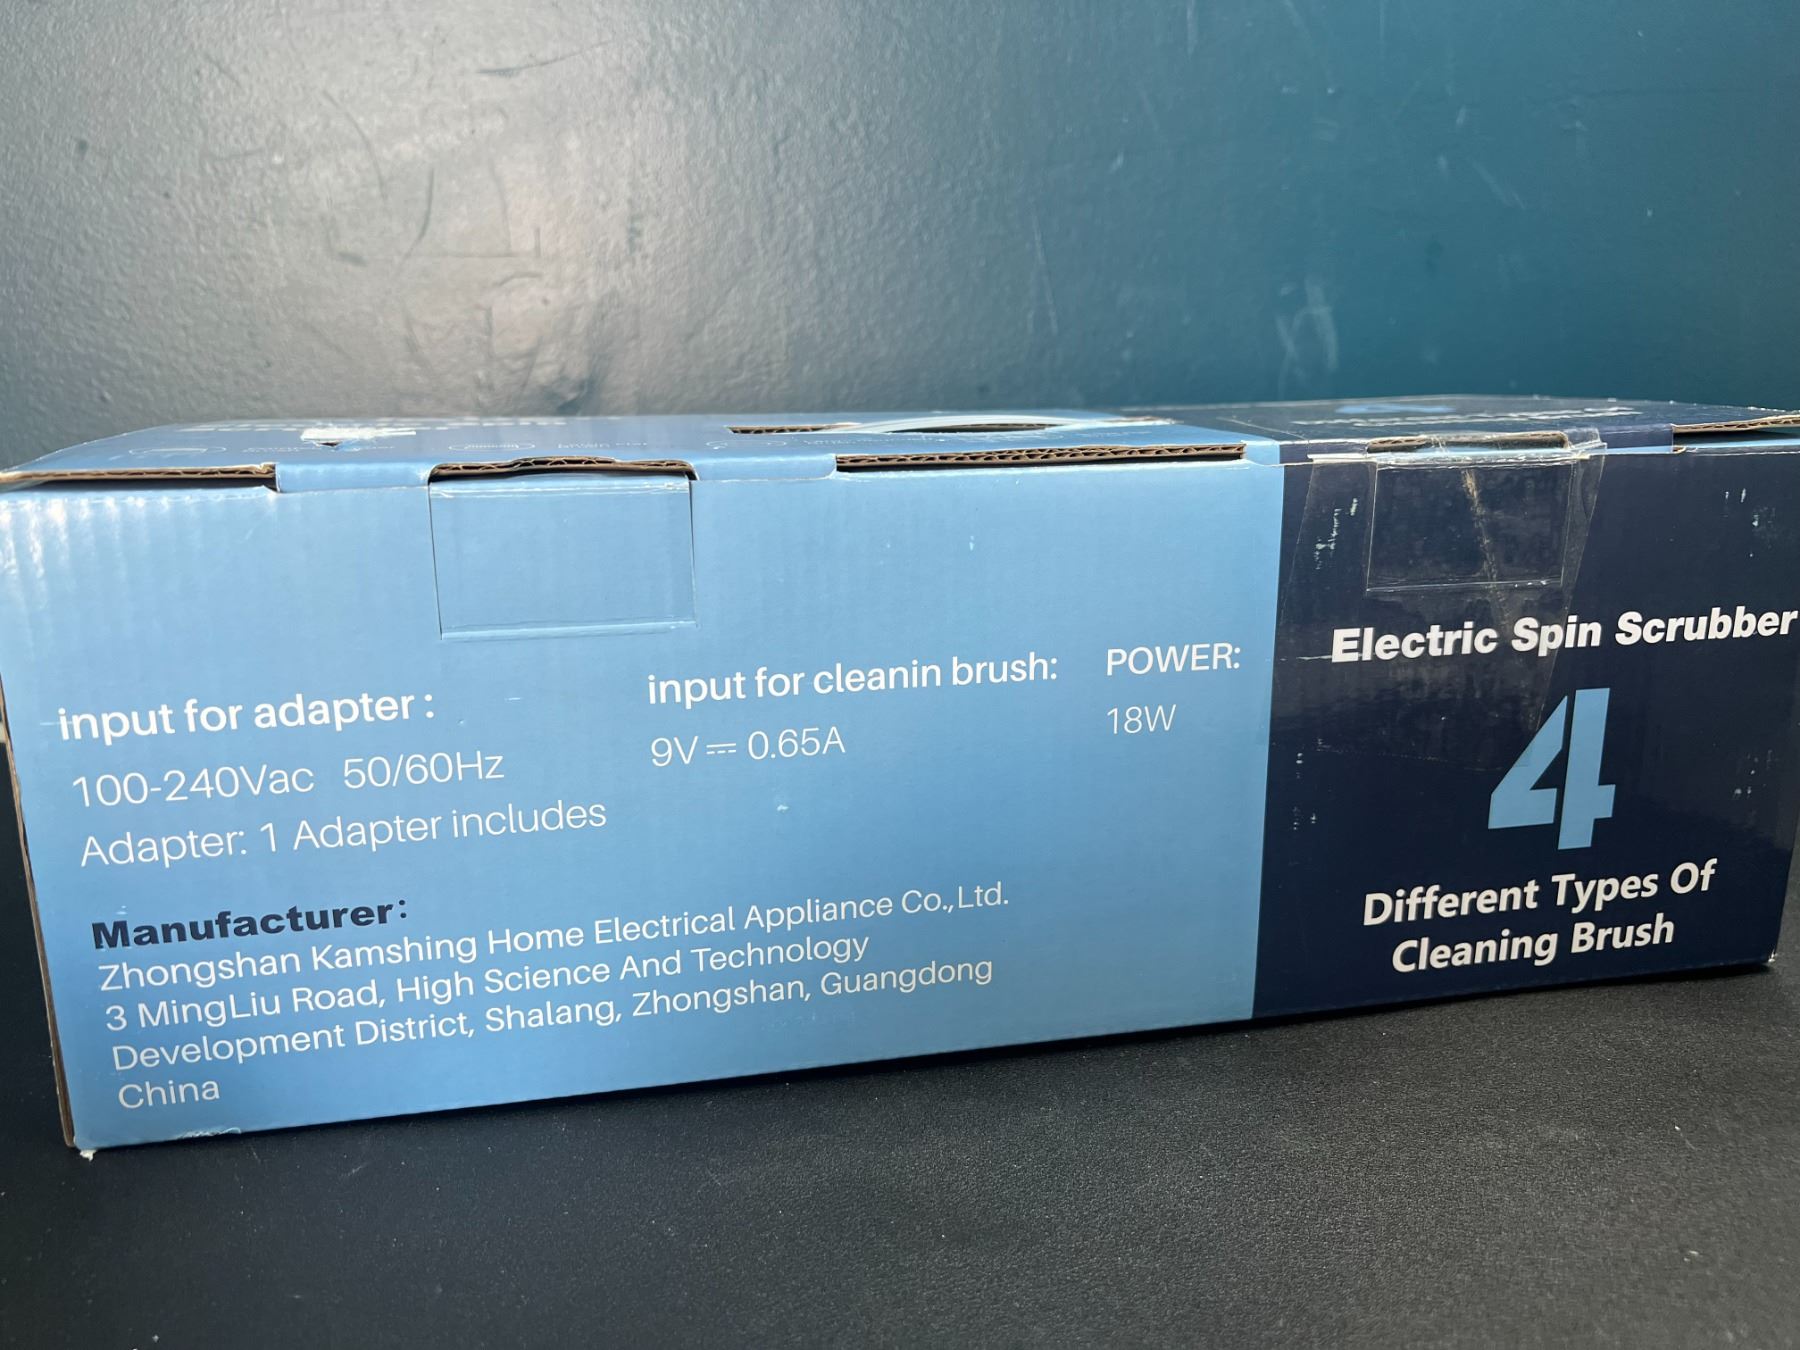 input for adapter :
100-240Vac 50/60Hz
Adapter: 1 Adapter includes
input for cleanin brush:
9V ⎓ 0.65A
POWER:
18W
Manufacturer:
Zhongshan Kamshing Home Electrical Appliance Co.,Ltd.
3 MingLiu Road, High Science And Technology
Development District, Shalang, Zhongshan, Guangdong
China
Electric Spin Scrubber
4
Different Types Of
Cleaning Brush